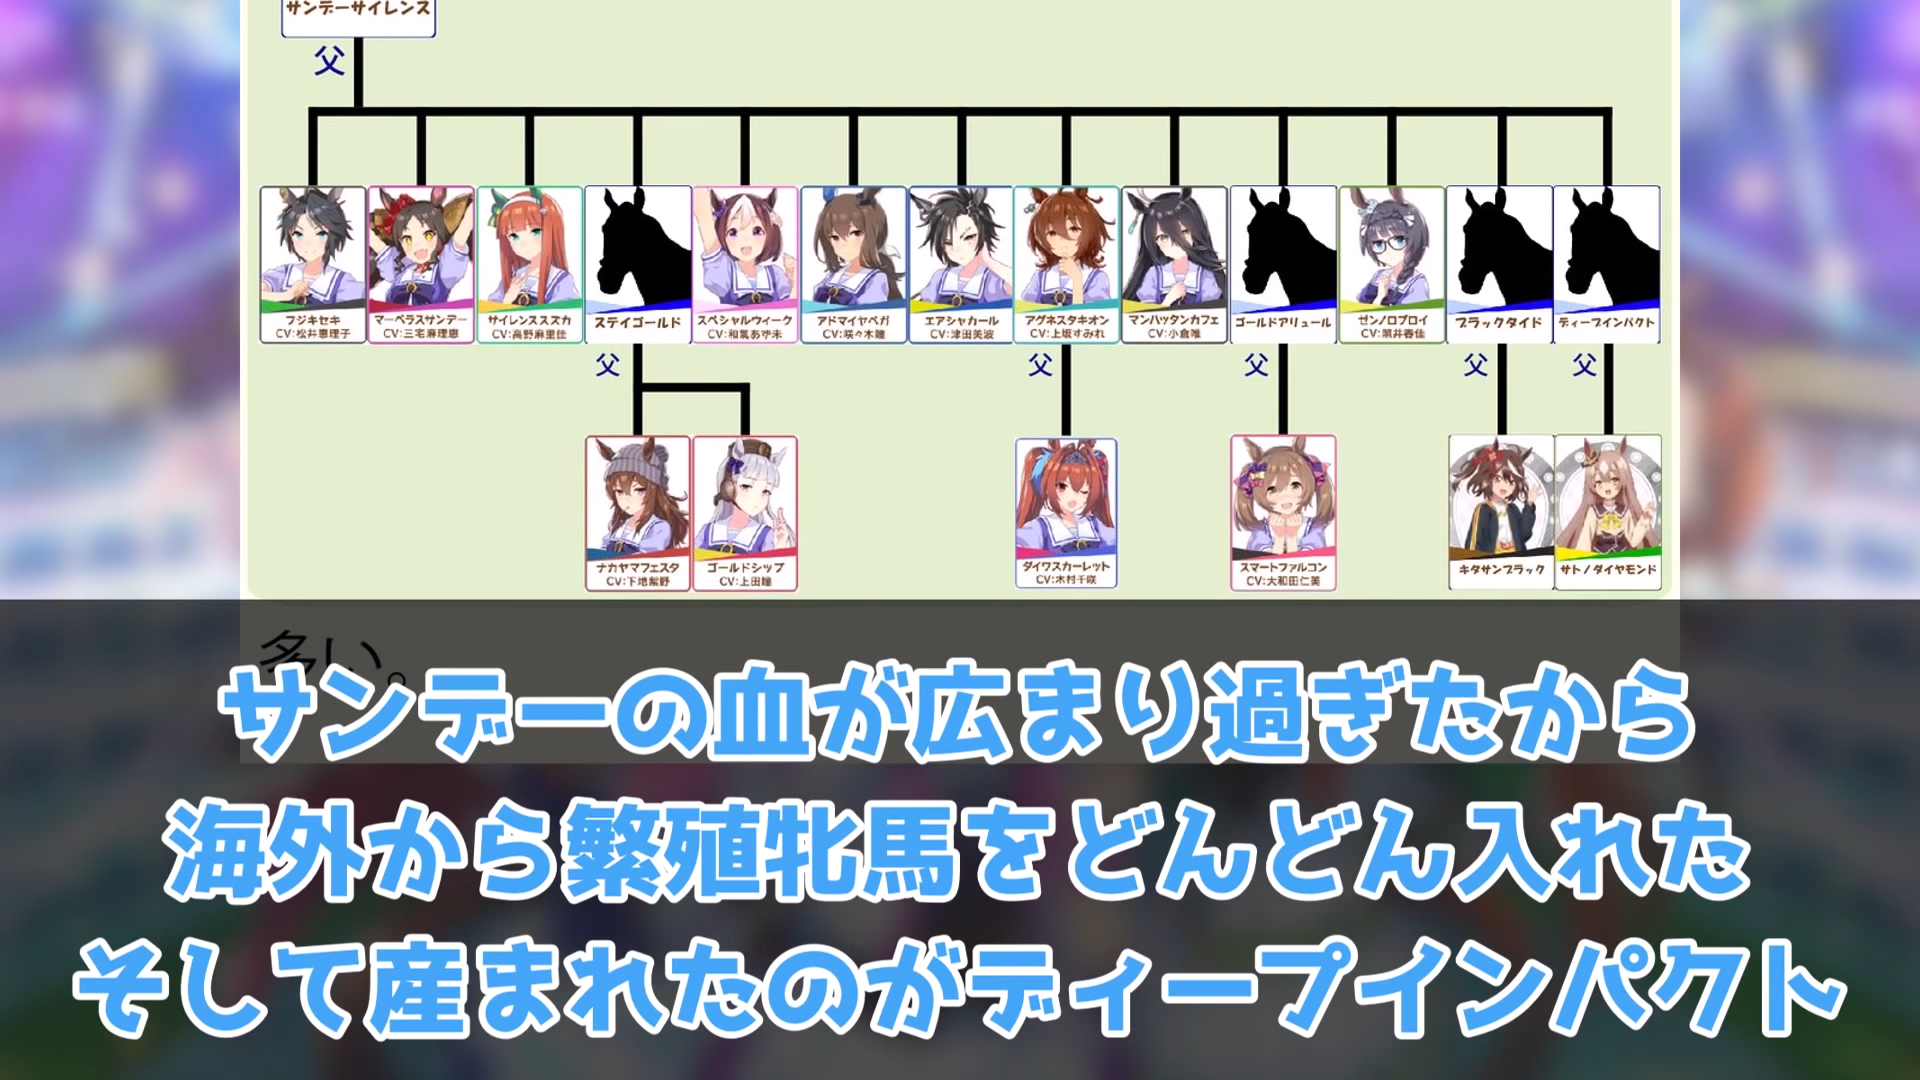 サンデーサイレンス
父
フジキセキ
CV:松井恵理子
マーベラスサンデー
CV:三宅麻理恵
サイレンススズカ
CV:高野麻里佳
ステイゴールド
スペシャルウィーク
CV:和氣あず未
アドマイヤベガ
CV:咲々木瞳
エアシャカール
CV:津田美波
アグネスタキオン
CV:上坂すみれ
マンハッタンカフェ
CV:小倉唯
ゴールドアリュール
ゼンノロブロイ
CV:照井春佳
ブラックタイド
ディープインパクト
父
父
父
父
父
ナカヤマフェスタ
CV:下地紫野
ゴールドシップ
CV:上田瞳
ダイワスカーレット
CV:木村千咲
スマートファルコン
CV:大和田仁美
キタサンブラック
サトノダイヤモンド
多い。
サンデーの血が広まり過ぎたから
海外から繁殖牝馬をどんどん入れた
そして産まれたのがディープインパクト